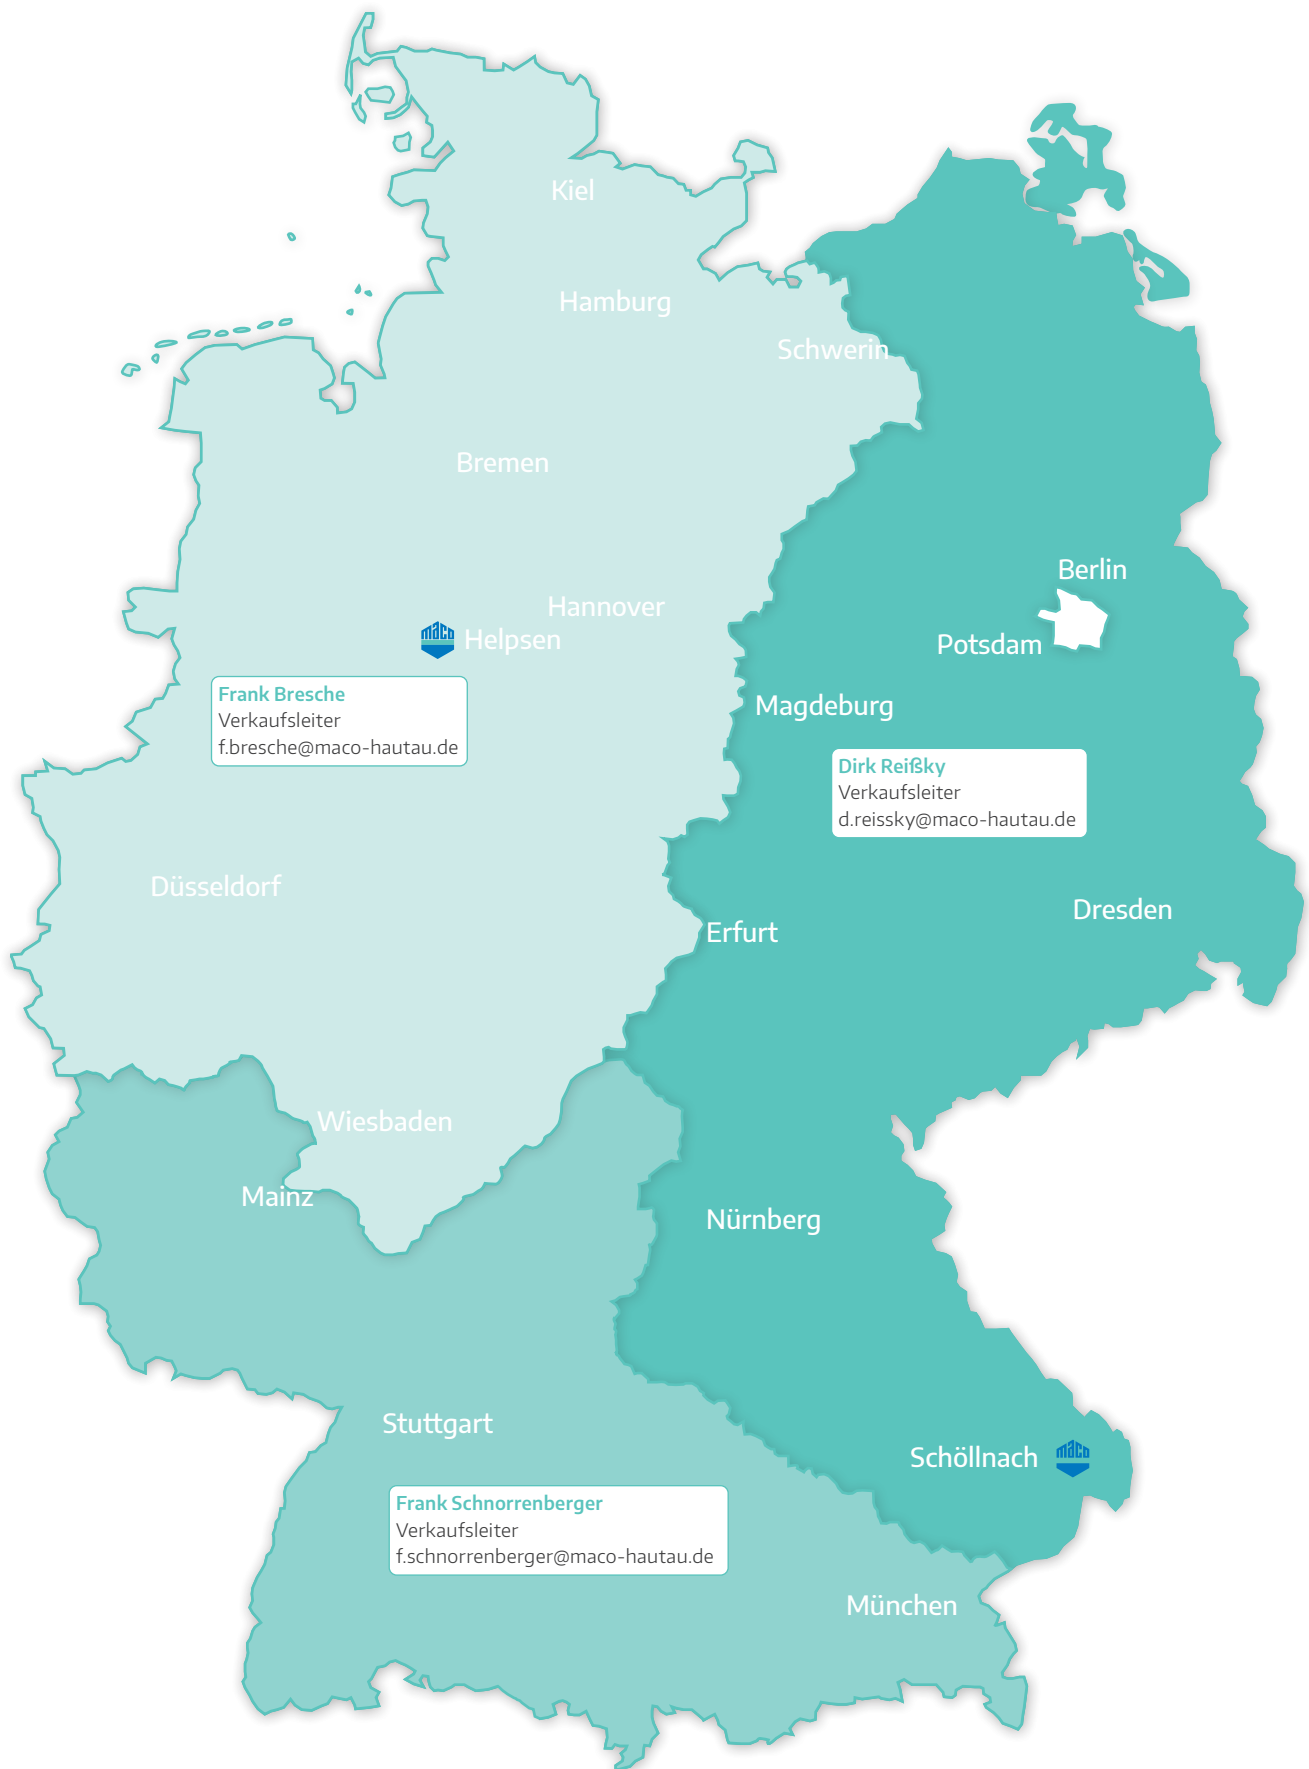 Kiel
Hamburg
Schwerin
Bremen
Berlin
Hannover
maco
Helpsen
Potsdam
Frank Bresche
Verkaufsleiter
f.bresche@maco-hautau.de
Magdeburg
Dirk Reißky
Verkaufsleiter
d.reissky@maco-hautau.de
Düsseldorf
Dresden
Erfurt
Wiesbaden
Mainz
Nürnberg
Stuttgart
Schöllnach
maco
Frank Schnorrenberger
Verkaufsleiter
f.schnorrenberger@maco-hautau.de
München